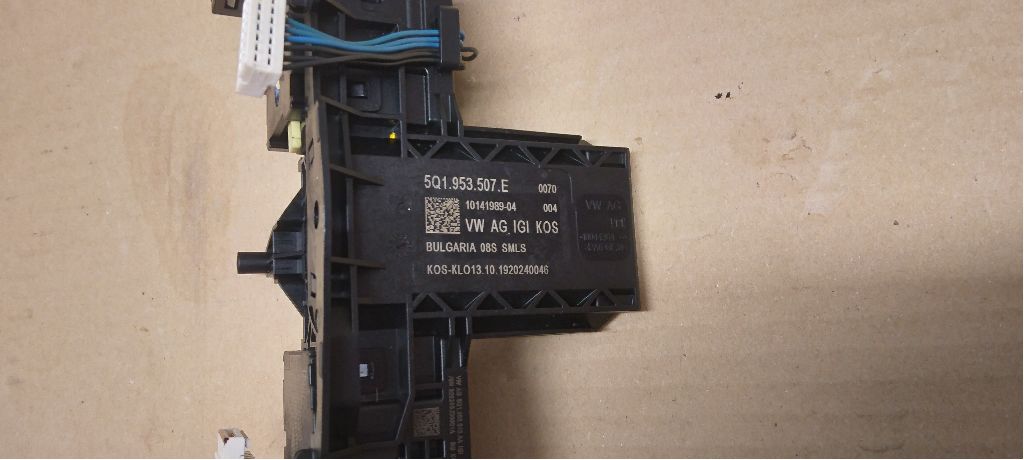 5Q1.953.507.E 0070
10141989-04 004
VW AG IGI KOS
BULGARIA 08S SMLS
KOS-KLO13.10.1920240046
VW AG